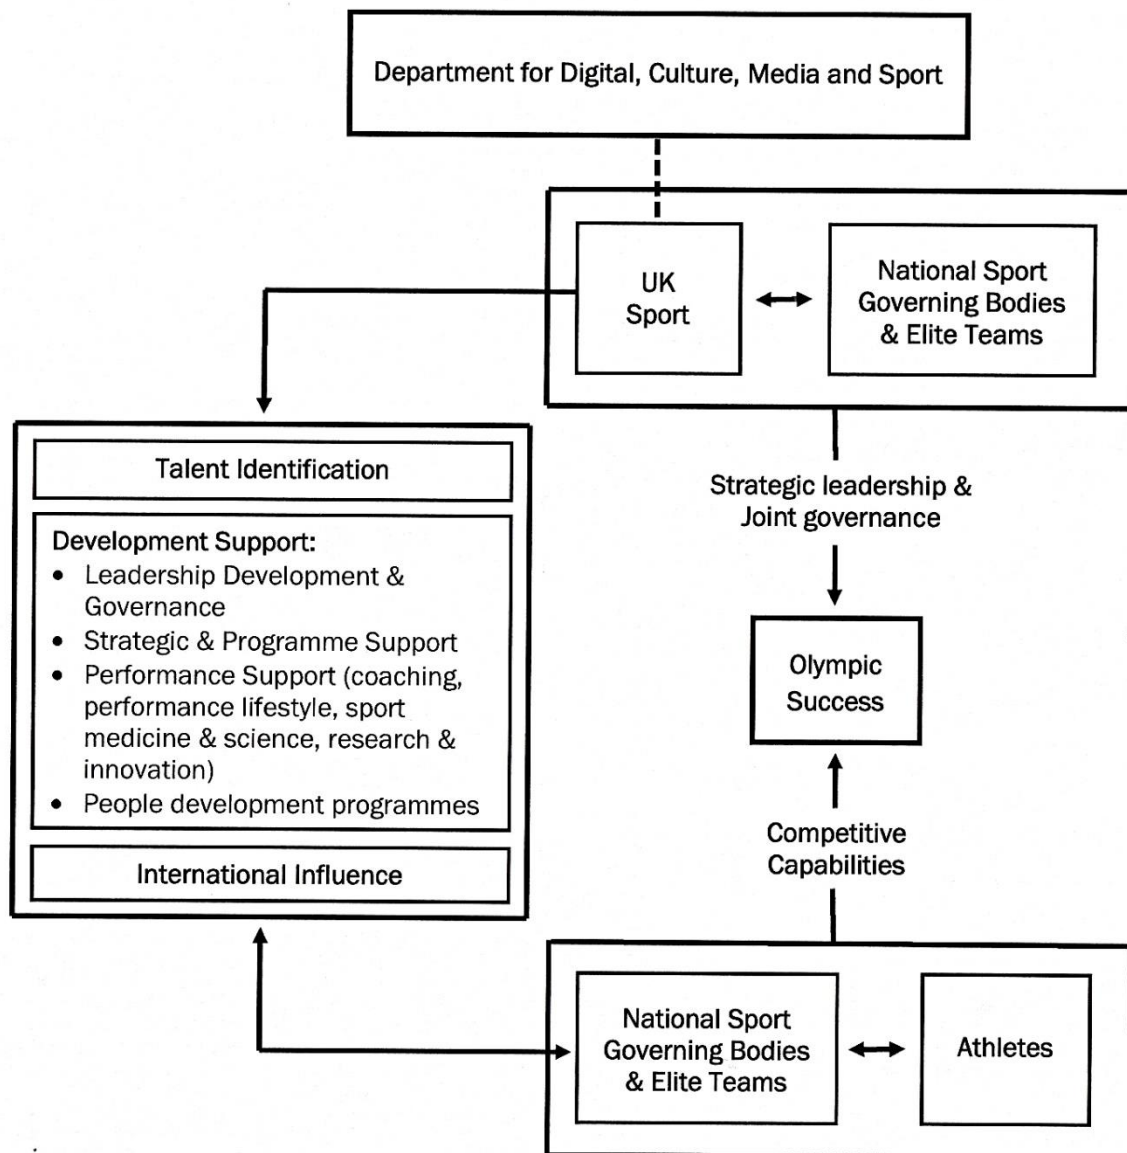 Department for Digital, Culture, Media and Sport
UK
Sport
National Sport
Governing Bodies
& Elite Teams
Talent Identification
Development Support:
• Leadership Development &
Governance
• Strategic & Programme Support
• Performance Support (coaching,
performance lifestyle, sport
medicine & science, research &
innovation)
• People development programmes
International Influence
Strategic leadership &
Joint governance
Olympic
Success
Competitive
Capabilities
National Sport
Governing Bodies
& Elite Teams
Athletes